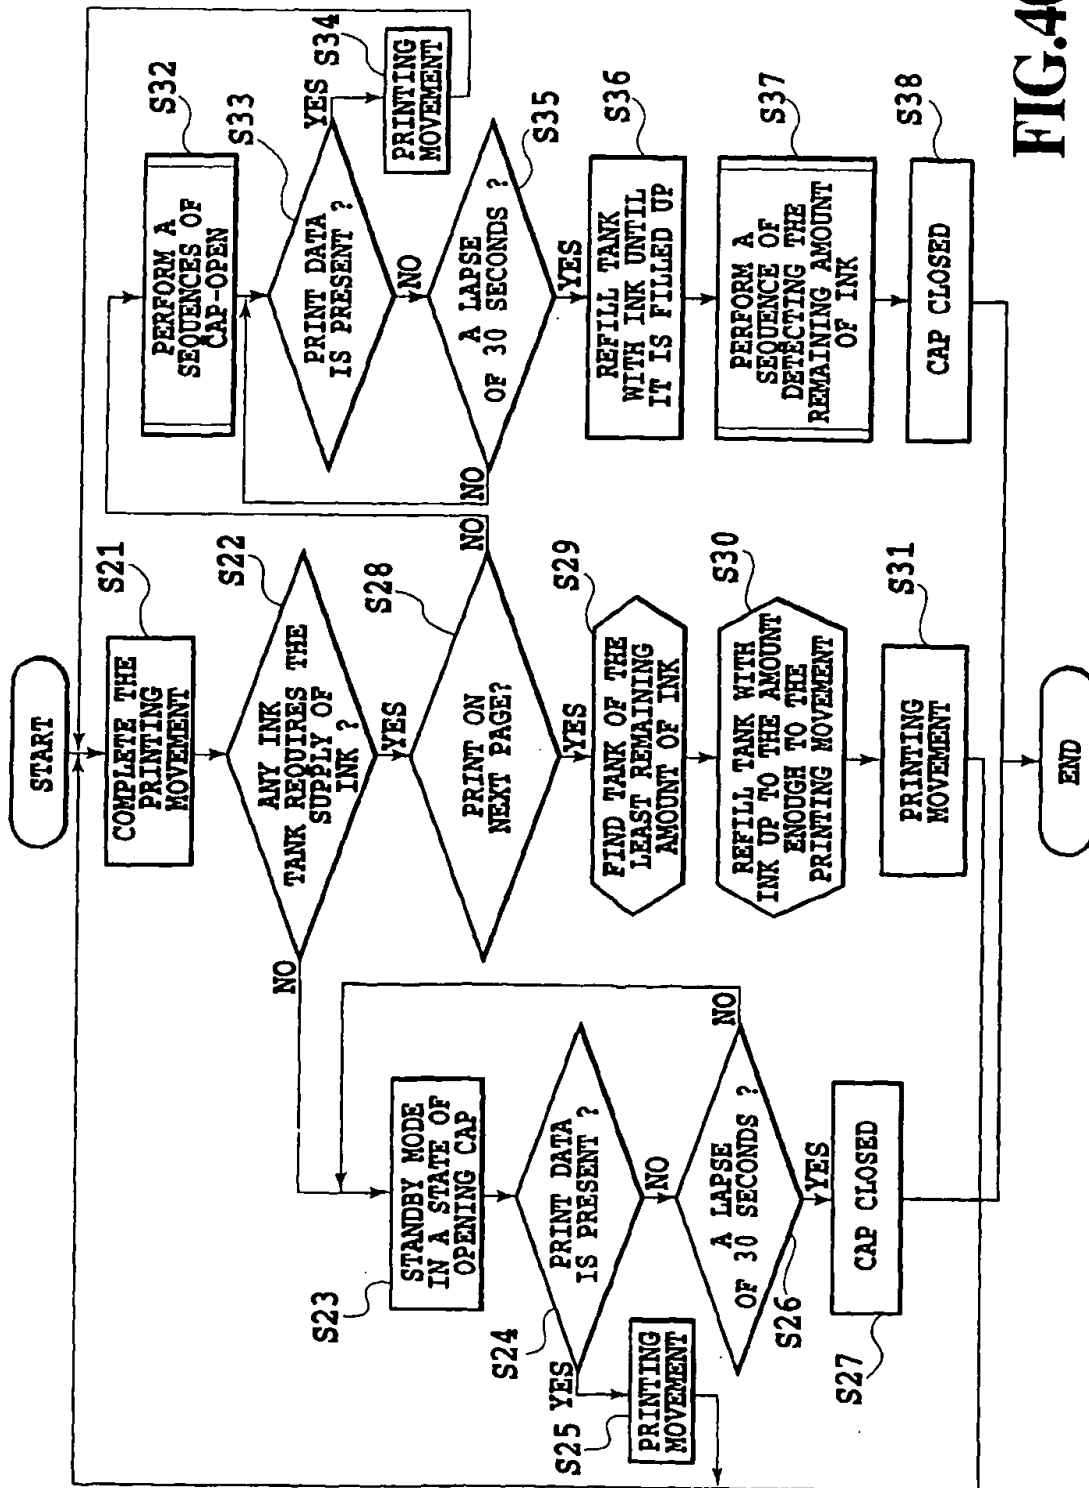 START
S21
COMPLETE THE
PRINTING
MOVEMENT
S22
ANY INK
TANK REQUIRES THE
SUPPLY OF
INK ?
NO
YES
S23
STANDBY MODE
IN A STATE OF
OPENING CAP
S24
PRINT DATA
IS PRESENT ?
YES
NO
S25
PRINTING
MOVEMENT
S26
A LAPSE
OF 30 SECONDS ?
NO
YES
S27
CAP CLOSED
S28
PRINT ON
NEXT PAGE?
NO
YES
S29
FIND TANK OF THE
LEAST REMAINING
AMOUNT OF INK
S30
REFILL TANK WITH
INK UP TO THE AMOUNT
ENOUGH TO THE
PRINTING MOVEMENT
S31
PRINTING
MOVEMENT
S32
PERFORM A
SEQUENCES OF
CAP-OPEN
S33
PRINT DATA
IS PRESENT ?
YES
NO
S34
PRINTING
MOVEMENT
S35
A LAPSE
OF 30 SECONDS ?
NO
YES
S36
REFILL TANK
WITH INK UNTIL
IT IS FILLED UP
S37
PERFORM A
SEQUENCE OF
DETECTING THE
REMAINING AMOUNT
OF INK
S38
CAP CLOSED
END